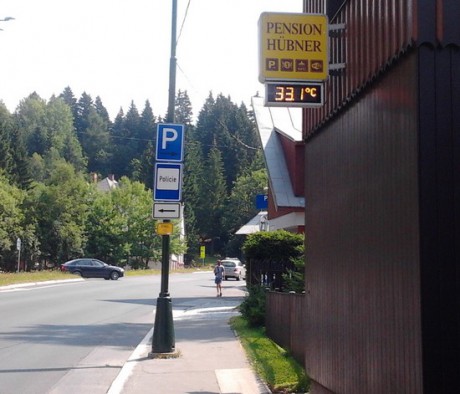 PENSION
HÜBNER
P
33.1°C
P
Policie